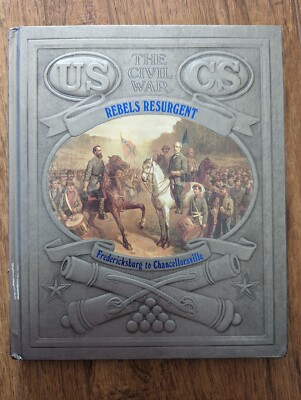 US
THE
CIVIL
WAR
CS
REBELS RESURGENT
Fredericksburg to Chancellorsville